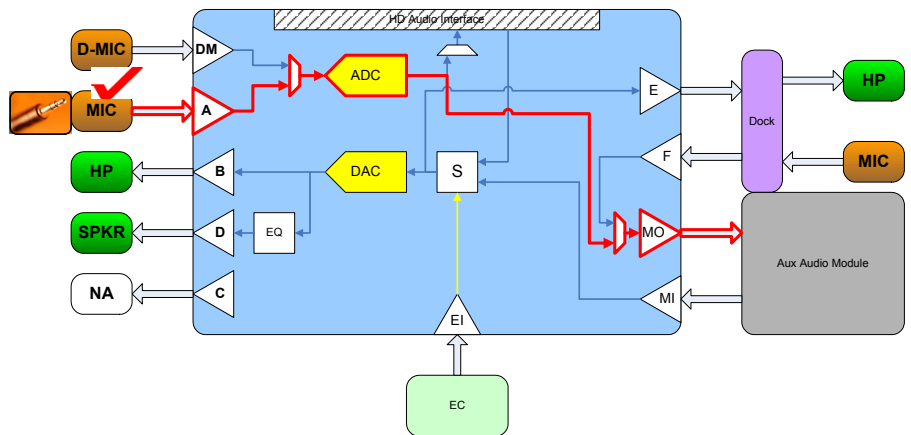 HD Audio Interface
D-MIC
DM
MIC
A
ADC
E
HP
Dock
F
MIC
HP
B
DAC
S
SPKR
D
EQ
MO
Aux Audio Module
NA
C
MI
EI
EC